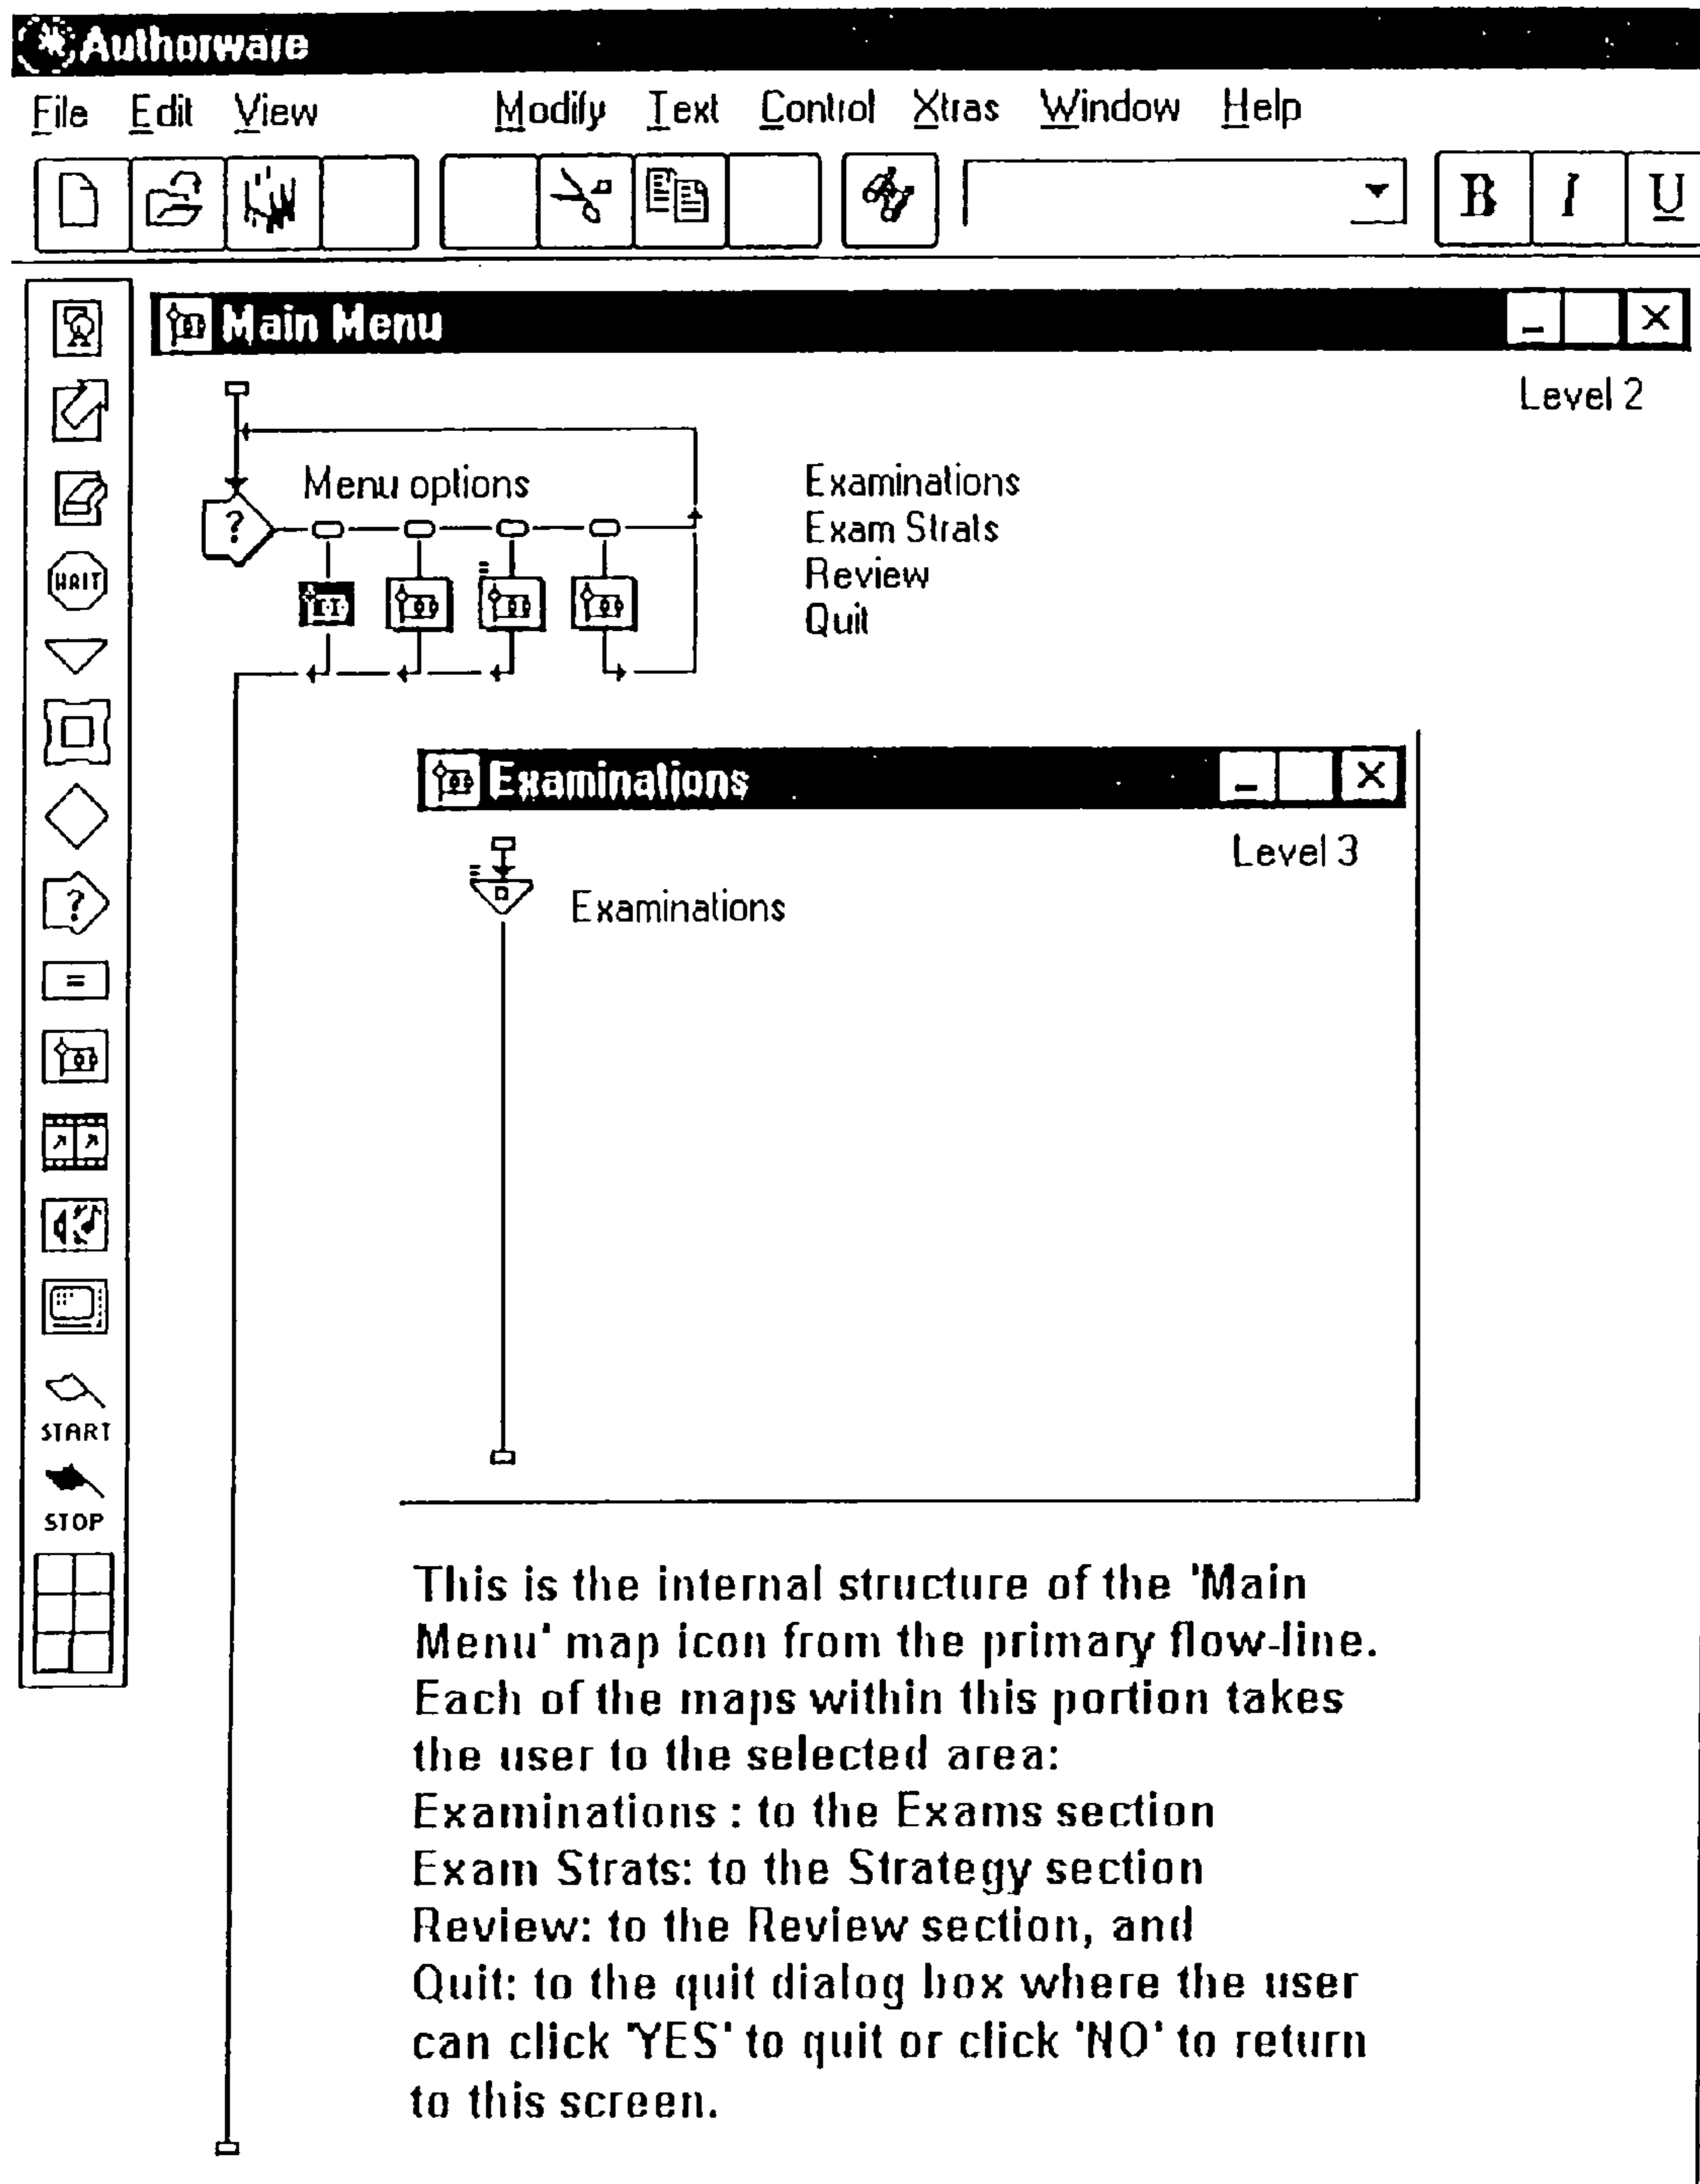 Authorware
File Edit View Modify Text Control Xtras Window Help
B I U
Main Menu
Level 2
Menu options
?
Examinations
Exam Strats
Review
Quit
WAIT
Examinations
Level 3
Examinations
?
=
START
STOP
This is the internal structure of the 'Main
Menu' map icon from the primary flow-line.
Each of the maps within this portion takes
the user to the selected area:
Examinations : to the Exams section
Exam Strats: to the Strategy section
Review: to the Review section, and
Quit: to the quit dialog box where the user
can click 'YES' to quit or click 'NO' to return
to this screen.